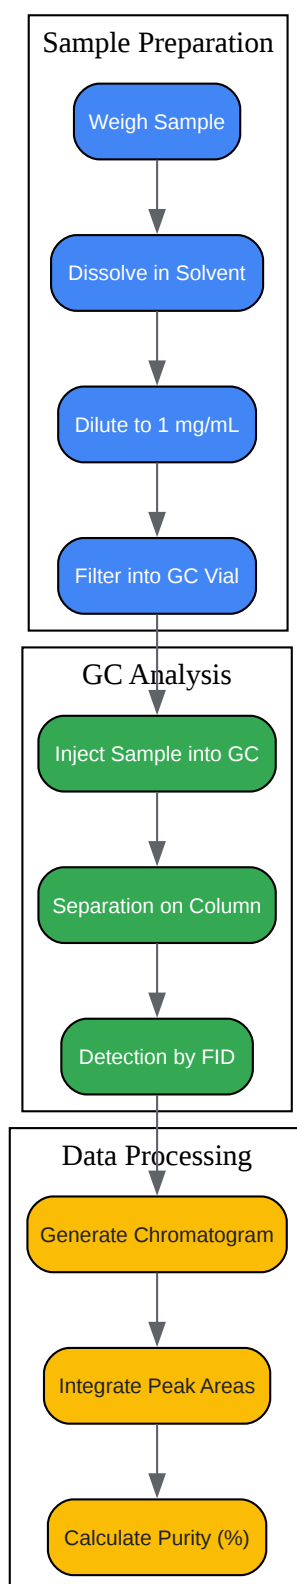 Sample Preparation
Weigh Sample
Dissolve in Solvent
Dilute to 1 mg/mL
Filter into GC Vial
GC Analysis
Inject Sample into GC
Separation on Column
Detection by FID
Data Processing
Generate Chromatogram
Integrate Peak Areas
Calculate Purity (%)